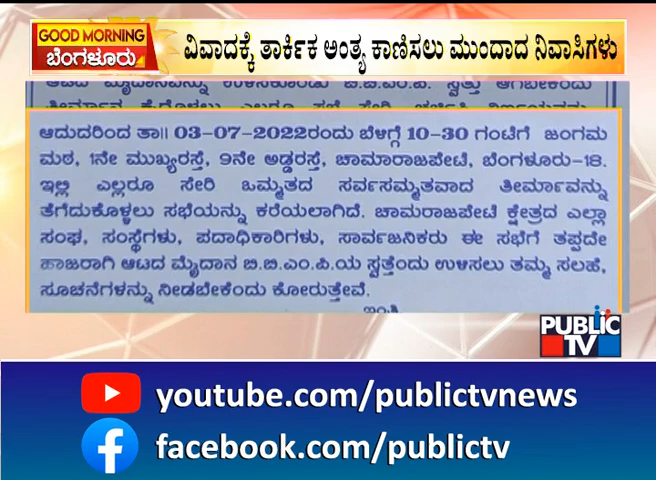 GOOD MORNING
ಬೆಂಗಳೂರು
ವಿವಾದಕ್ಕೆ ತಾರ್ಕಿಕ ಅಂತ್ಯ ಕಾಣಿಸಲು ಮುಂದಾದ ನಿವಾಸಿಗಳು
ಆದುದರಿಂದ ತಾ॥ 03-07-2022ರಂದು ಬೆಳಗ್ಗೆ 10-30 ಗಂಟೆಗೆ ಜಂಗಮ
ಮಠ, 1ನೇ ಮುಖ್ಯರಸ್ತೆ, 9ನೇ ಅಡ್ಡರಸ್ತೆ, ಚಾಮಾರಾಜಪೇಟೆ, ಬೆಂಗಳೂರು-18.
ಇಲ್ಲಿ ಎಲ್ಲರೂ ಸೇರಿ ಒಮ್ಮತದ ಸರ್ವಸಮ್ಮತವಾದ ತೀರ್ಮಾವನ್ನು
ತೆಗೆದುಕೊಳ್ಳಲು ಸಭೆಯನ್ನು ಕರೆಯಲಾಗಿದೆ. ಚಾಮರಾಜಪೇಟೆ ಕ್ಷೇತ್ರದ ಎಲ್ಲಾ
ಸಂಘ, ಸಂಸ್ಥೆಗಳು, ಪದಾಧಿಕಾರಿಗಳು, ಸಾರ್ವಜನಿಕರು ಈ ಸಭೆಗೆ ತಪ್ಪದೇ
ಹಾಜರಾಗಿ ಆಟದ ಮೈದಾನ ಬಿ.ಬಿ.ಎಂ.ಪಿ.ಯ ಸ್ವತ್ತೆಂದು ಉಳಿಸಲು ತಮ್ಮ ಸಲಹೆ,
ಸೂಚನೆಗಳನ್ನು ನೀಡಬೇಕೆಂದು ಕೋರುತ್ತೇವೆ.
PUBLIC
TV
youtube.com/publictvnews
facebook.com/publictv